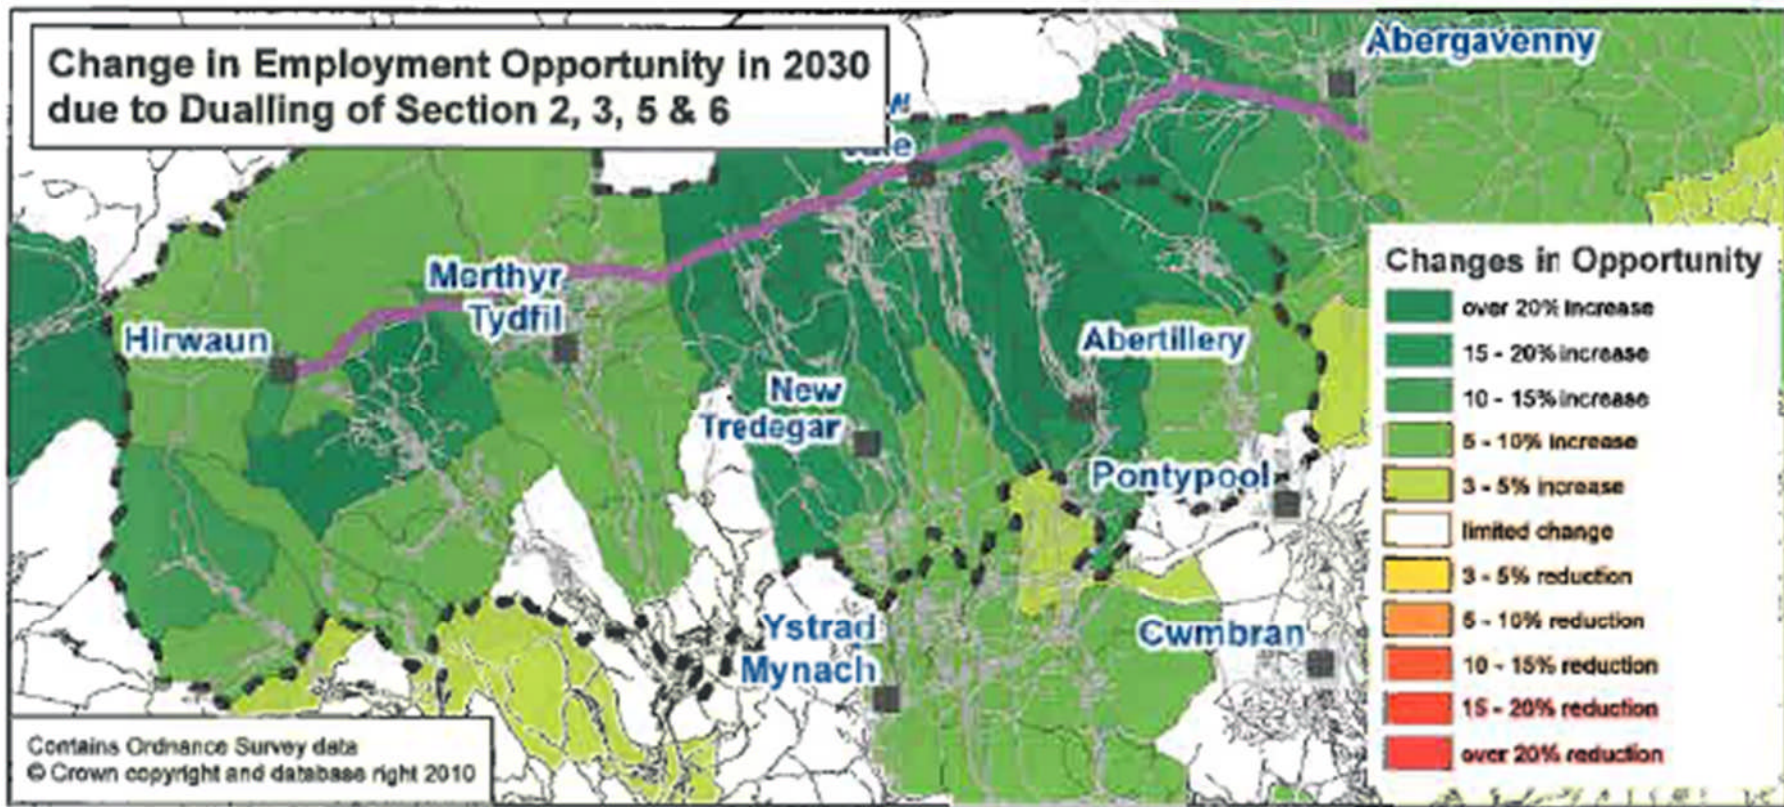 Change in Employment Opportunity in 2030
due to Dualling of Section 2, 3, 5 & 6
Abergavenny
Merthyr
Tydfil
Hirwaun
Abertillery
New
Tredegar
Pontypool
Ystrad
Mynach
Cwmbran
Changes in Opportunity
over 20% increase
15 - 20% increase
10 - 15% increase
5 - 10% increase
3 - 5% increase
limited change
3 - 5% reduction
5 - 10% reduction
10 - 15% reduction
15 - 20% reduction
over 20% reduction
Contains Ordnance Survey data
© Crown copyright and database right 2010